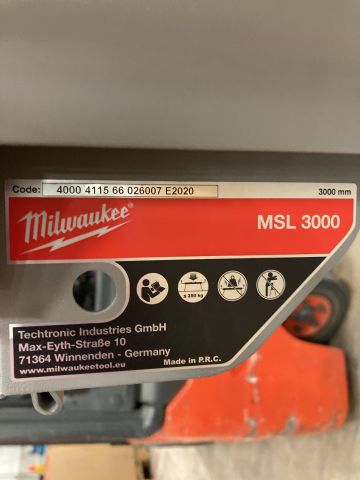 Code: 4000 4115 66 026007 E2020
3000 mm
Milwaukee®
MSL 3000
≤ 250 kg
Techtronic Industries GmbH
Max-Eyth-Straße 10
71364 Winnenden - Germany
www.milwaukeetool.eu
Made in P.R.C.